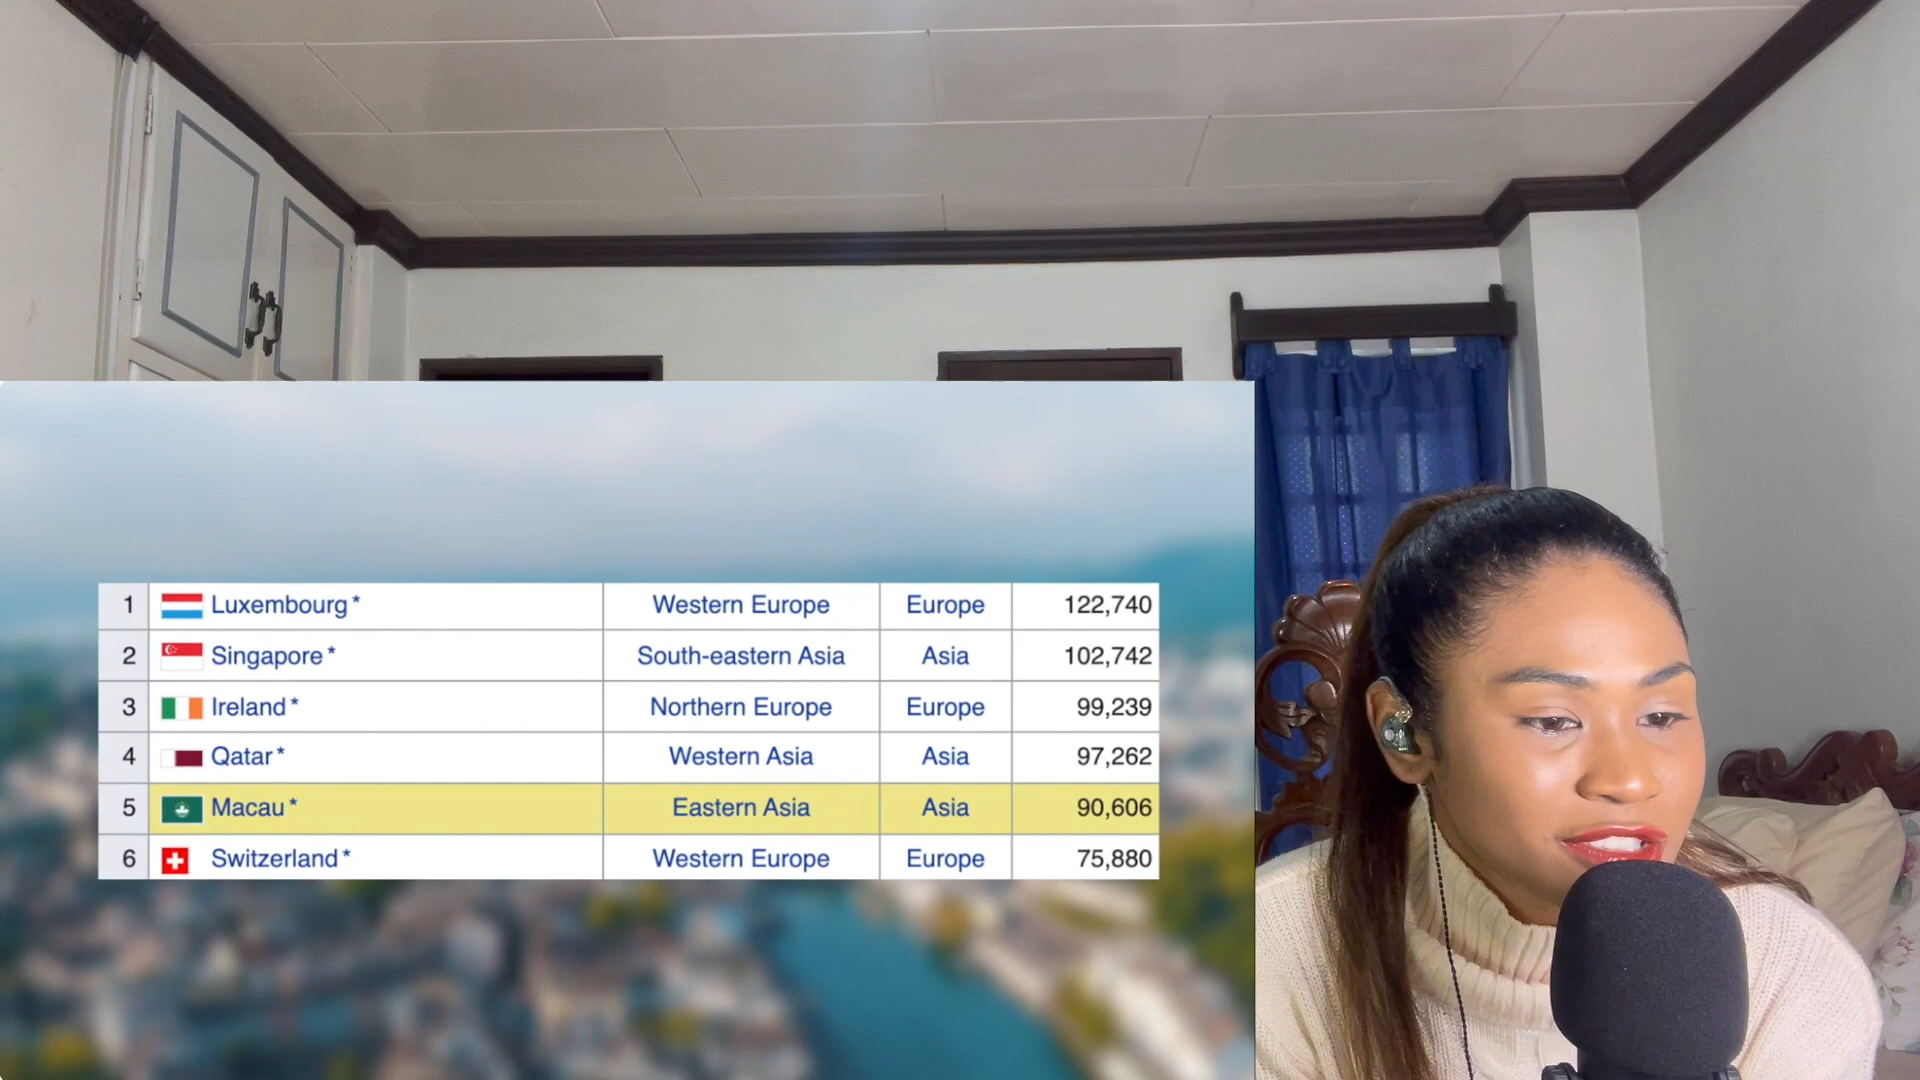 1 Luxembourg * Western Europe Europe 122,740
2 Singapore * South-eastern Asia Asia 102,742
3 Ireland * Northern Europe Europe 99,239
4 Qatar * Western Asia Asia 97,262
5 Macau * Eastern Asia Asia 90,606
6 Switzerland * Western Europe Europe 75,880